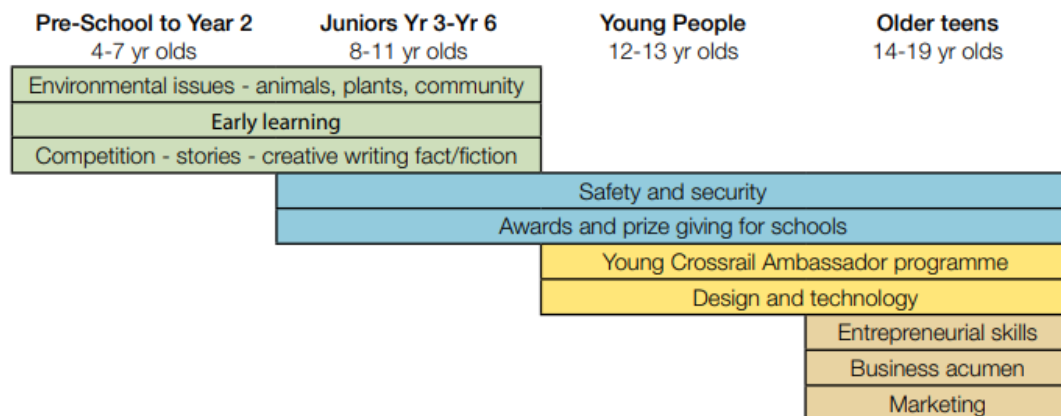 Pre-School to Year 2 Juniors Yr 3-Yr 6 Young People Older teens
4-7 yr olds 8-11 yr olds 12-13 yr olds 14-19 yr olds
Environmental issues - animals, plants, community
Early learning
Competition - stories - creative writing fact/fiction
Safety and security
Awards and prize giving for schools
Young Crossrail Ambassador programme
Design and technology
Entrepreneurial skills
Business acumen
Marketing